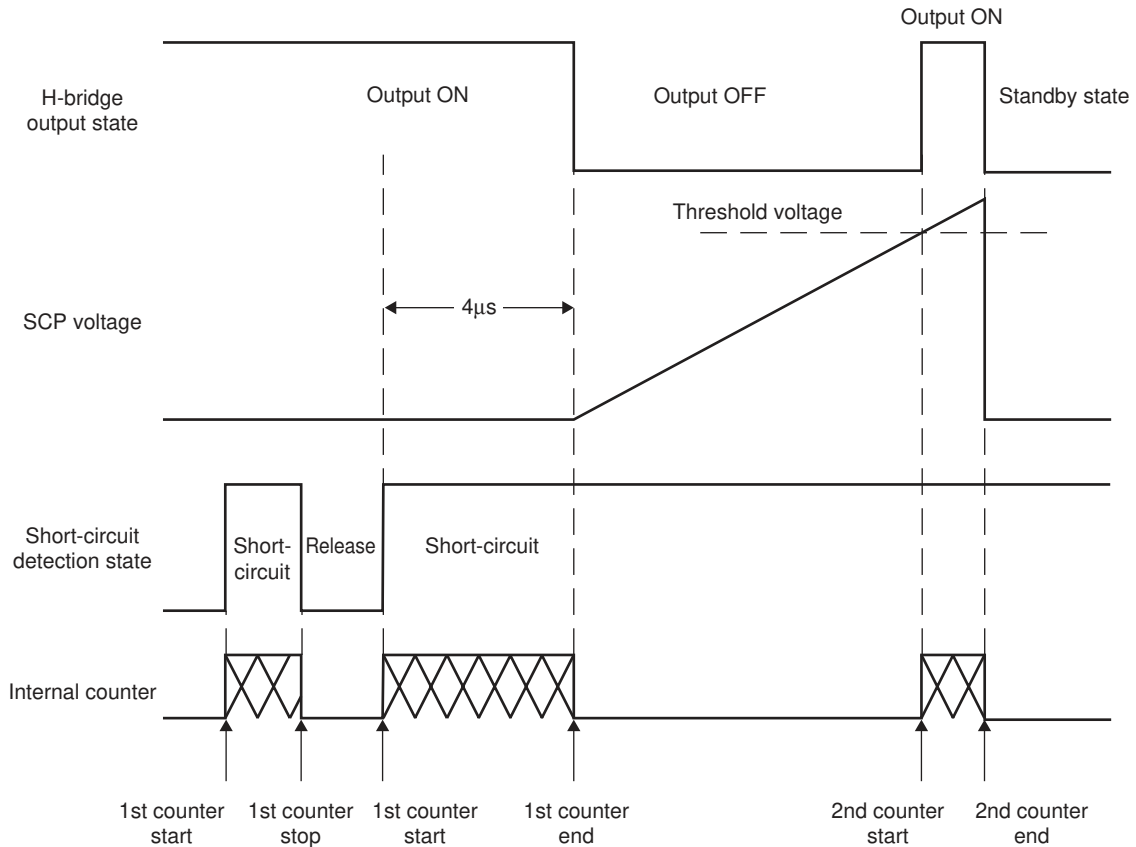 Output ON
H-bridge
output state
Output ON
Output OFF
Standby state
Threshold voltage
4μs
SCP voltage
Short-circuit
detection state
Short-
circuit
Release
Short-circuit
Internal counter
1st counter
start
1st counter
stop
1st counter
start
1st counter
end
2nd counter
start
2nd counter
end